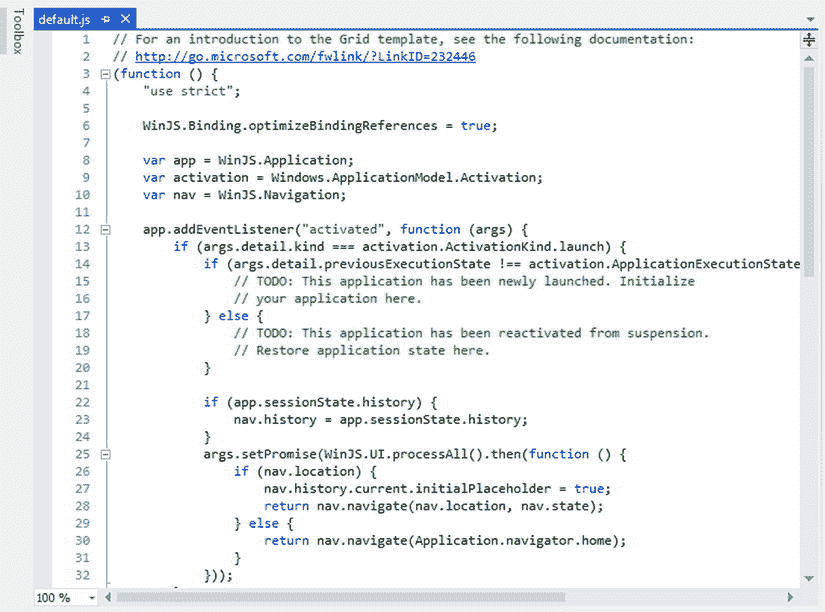 Toolbox
default.js
1 // For an introduction to the Grid template, see the following documentation:
2 // http://go.microsoft.com/fwlink/?LinkID=232446
3 (function () {
4     "use strict";
5
6     WinJS.Binding.optimizeBindingReferences = true;
7
8     var app = WinJS.Application;
9     var activation = Windows.ApplicationModel.Activation;
10     var nav = WinJS.Navigation;
11
12     app.addEventListener("activated", function (args) {
13         if (args.detail.kind === activation.ActivationKind.launch) {
14             if (args.detail.previousExecutionState !== activation.ApplicationExecutionState
15                 // TODO: This application has been newly launched. Initialize
16                 // your application here.
17             } else {
18                 // TODO: This application has been reactivated from suspension.
19                 // Restore application state here.
20             }
21
22             if (app.sessionState.history) {
23                 nav.history = app.sessionState.history;
24             }
25             args.setPromise(WinJS.UI.processAll().then(function () {
26                 if (nav.location) {
27                     nav.history.current.initialPlaceholder = true;
28                     return nav.navigate(nav.location, nav.state);
29                 } else {
30                     return nav.navigate(Application.navigator.home);
31                 }
32             }));
100 %